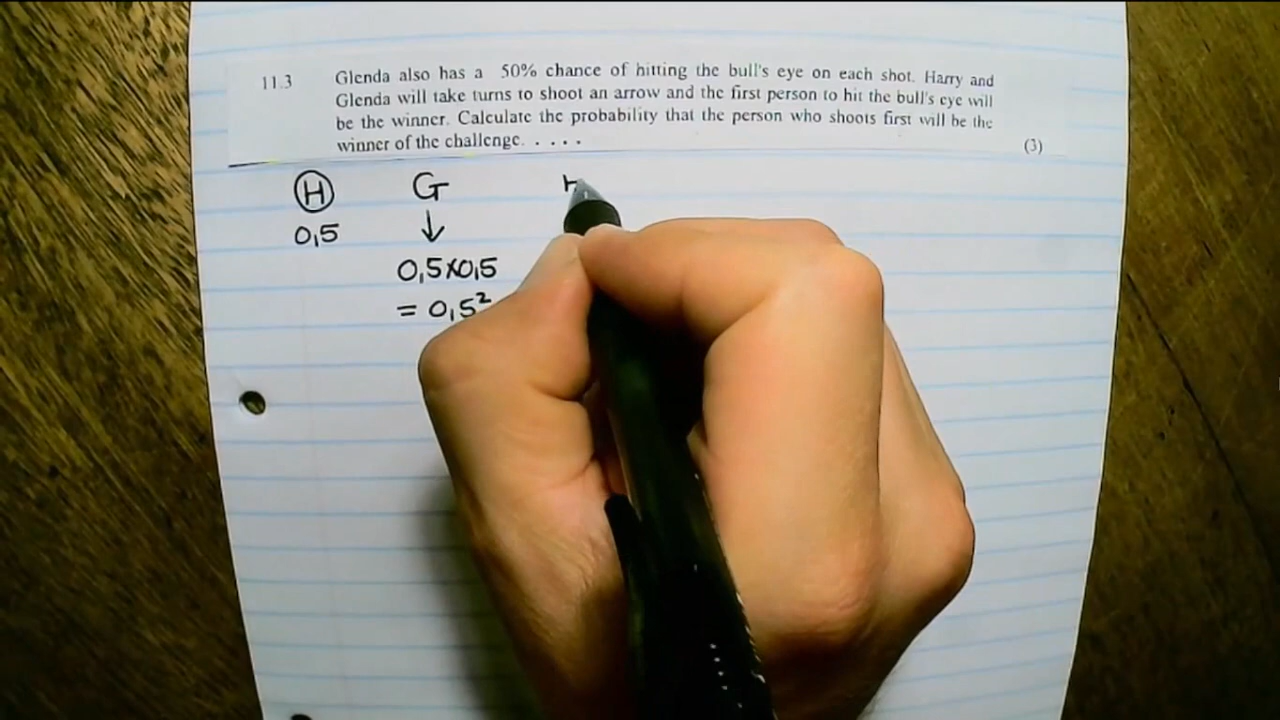 11.3 Glenda also has a 50% chance of hitting the bull's eye on each shot. Harry and
Glenda will take turns to shoot an arrow and the first person to hit the bull's eye will
be the winner. Calculate the probability that the person who shoots first will be the
winner of the challenge. . . . . (3)
H G
0,5 ↓
0,5×0,5
= 0,5²